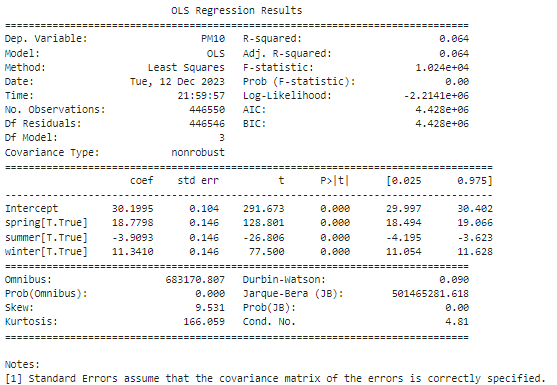 OLS Regression Results
==============================================================================
Dep. Variable: PM10 R-squared: 0.064
Model: OLS Adj. R-squared: 0.064
Method: Least Squares F-statistic: 1.024e+04
Date: Tue, 12 Dec 2023 Prob (F-statistic): 0.00
Time: 21:59:57 Log-Likelihood: -2.2141e+06
No. Observations: 446550 AIC: 4.428e+06
Df Residuals: 446546 BIC: 4.428e+06
Df Model: 3
Covariance Type: nonrobust
==================================================================================
coef std err t P>|t| [0.025 0.975]
----------------------------------------------------------------------------------
Intercept 30.1995 0.104 291.673 0.000 29.997 30.402
spring[T.True] 18.7798 0.146 128.801 0.000 18.494 19.066
summer[T.True] -3.9093 0.146 -26.806 0.000 -4.195 -3.623
winter[T.True] 11.3410 0.146 77.500 0.000 11.054 11.628
==============================================================================
Omnibus: 683170.807 Durbin-Watson: 0.090
Prob(Omnibus): 0.000 Jarque-Bera (JB): 501465281.618
Skew: 9.531 Prob(JB): 0.00
Kurtosis: 166.059 Cond. No. 4.81
==============================================================================
Notes:
[1] Standard Errors assume that the covariance matrix of the errors is correctly specified.